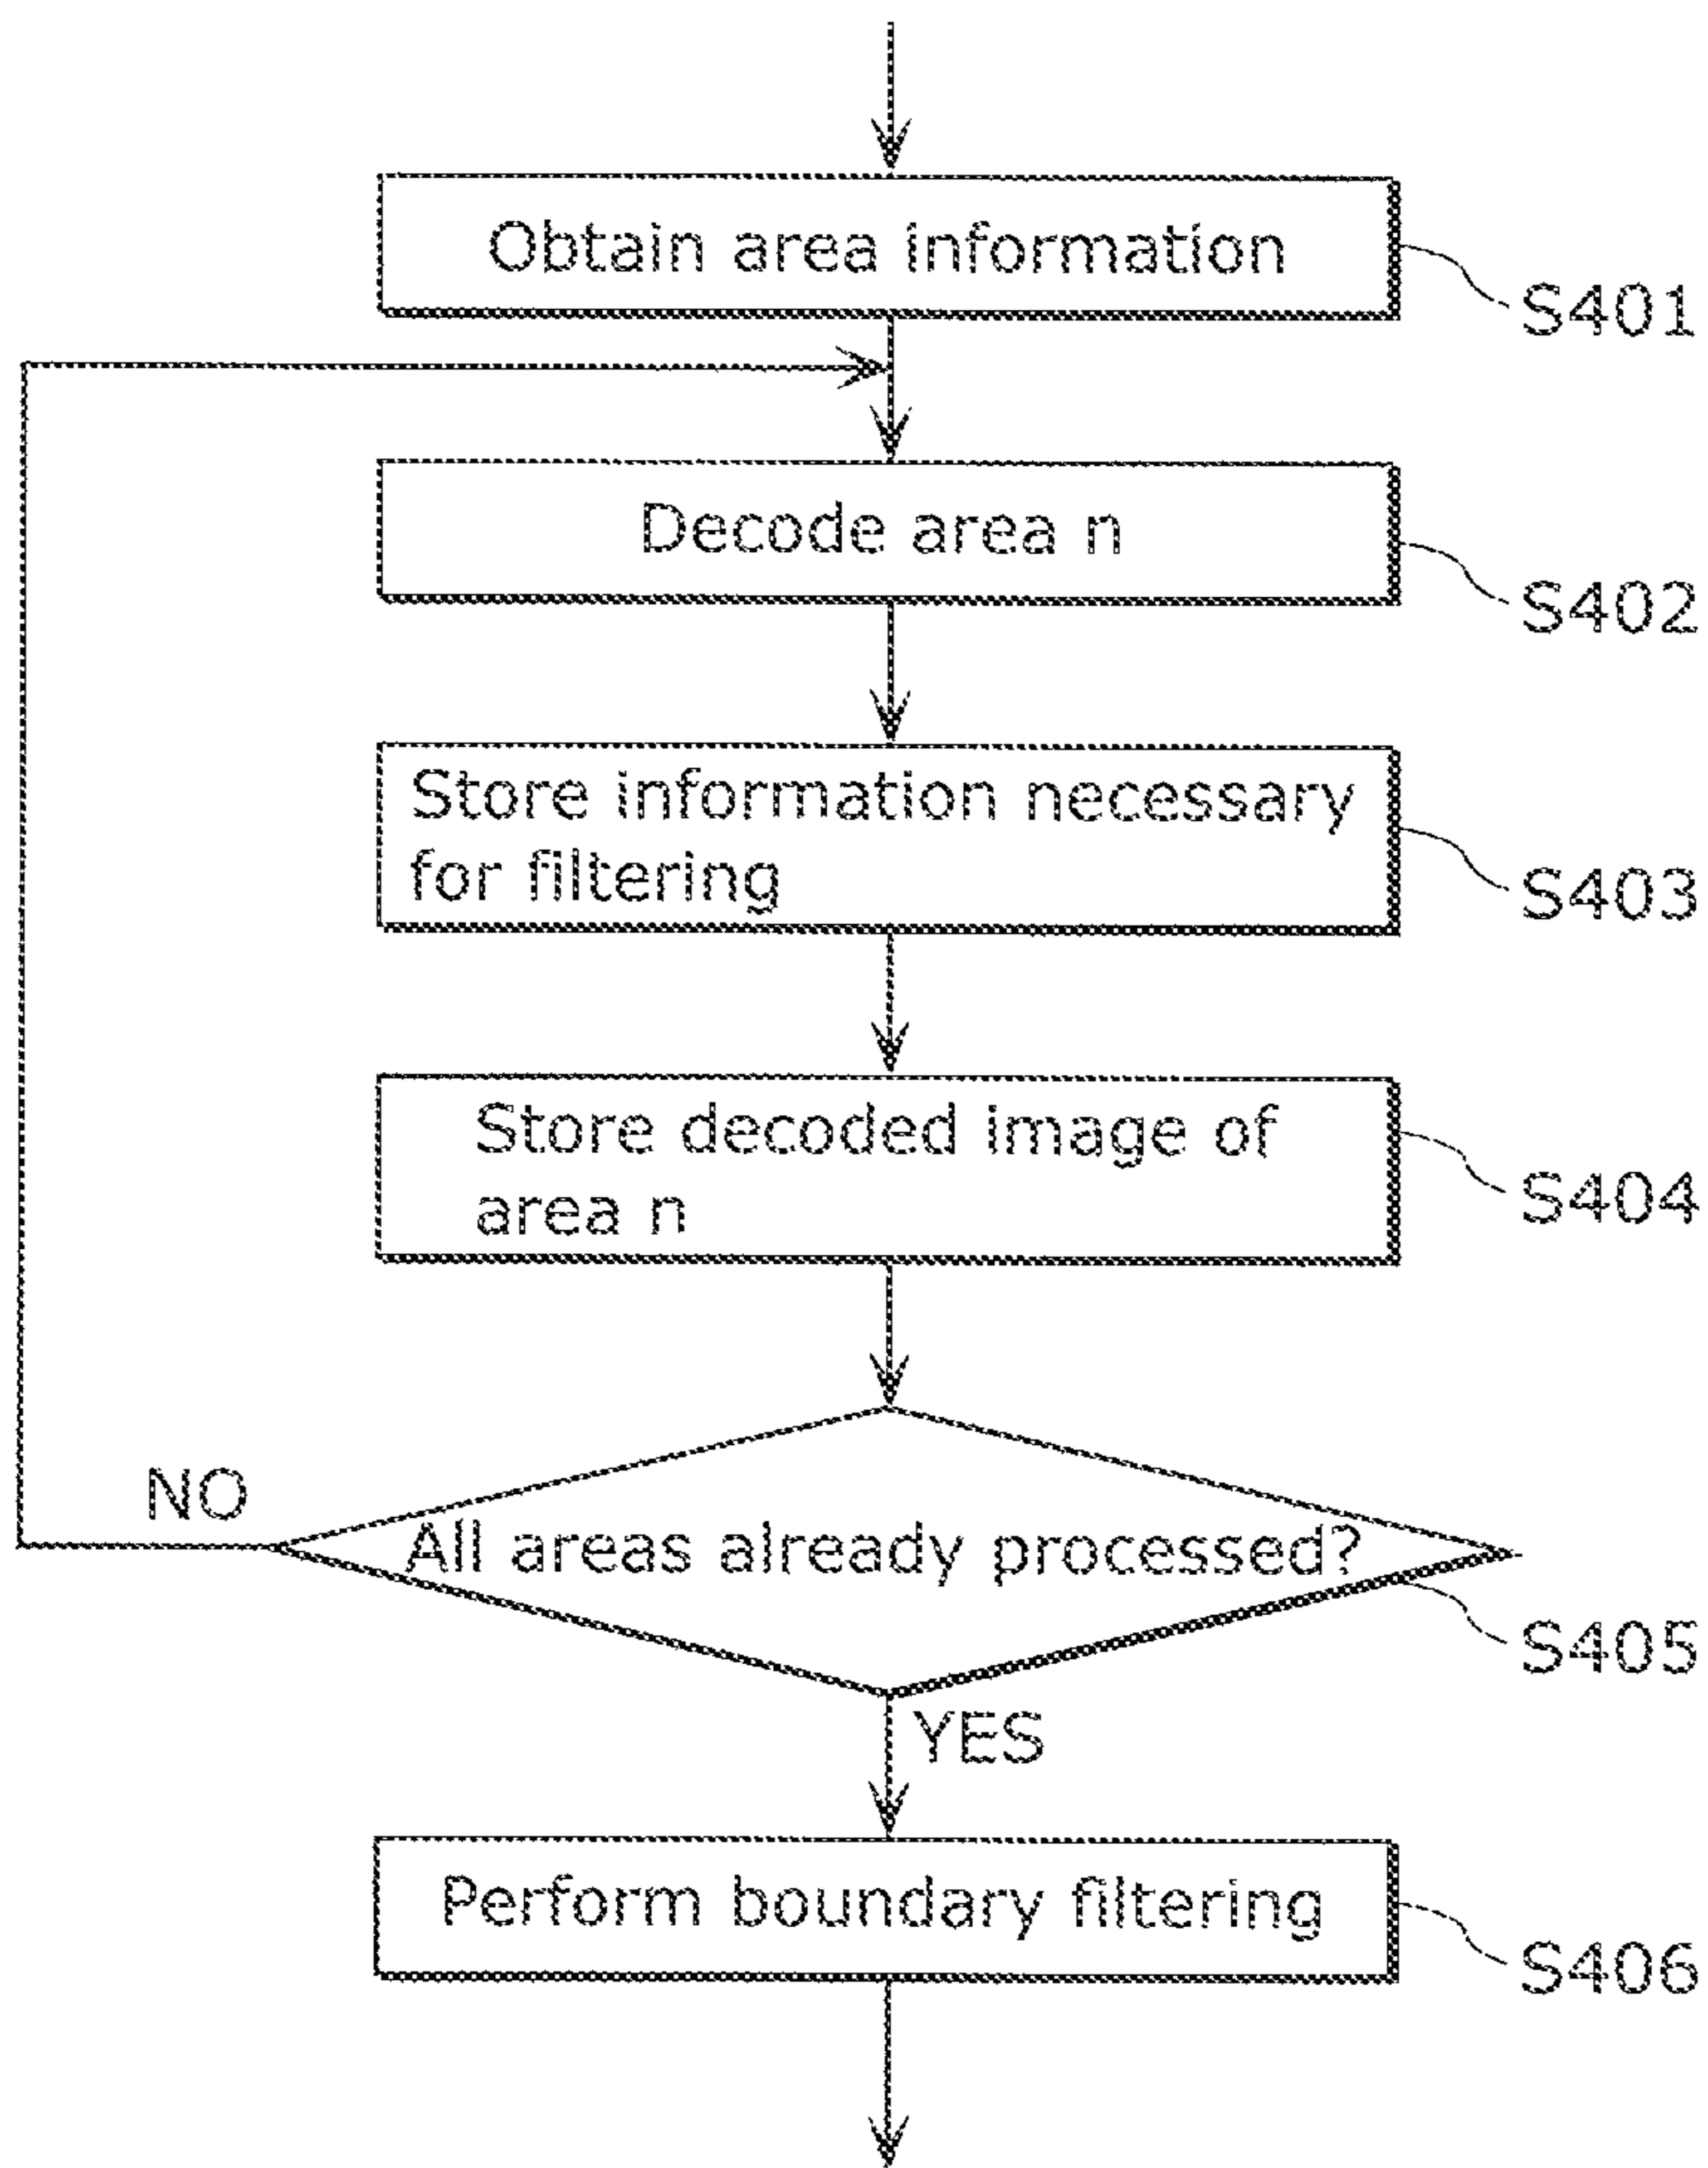 Obtain area information
S401
Decode area n
S402
Store information necessary
for filtering
S403
Store decoded image of
area n
S404
NO
All areas already processed?
S405
YES
Perform boundary filtering
S406